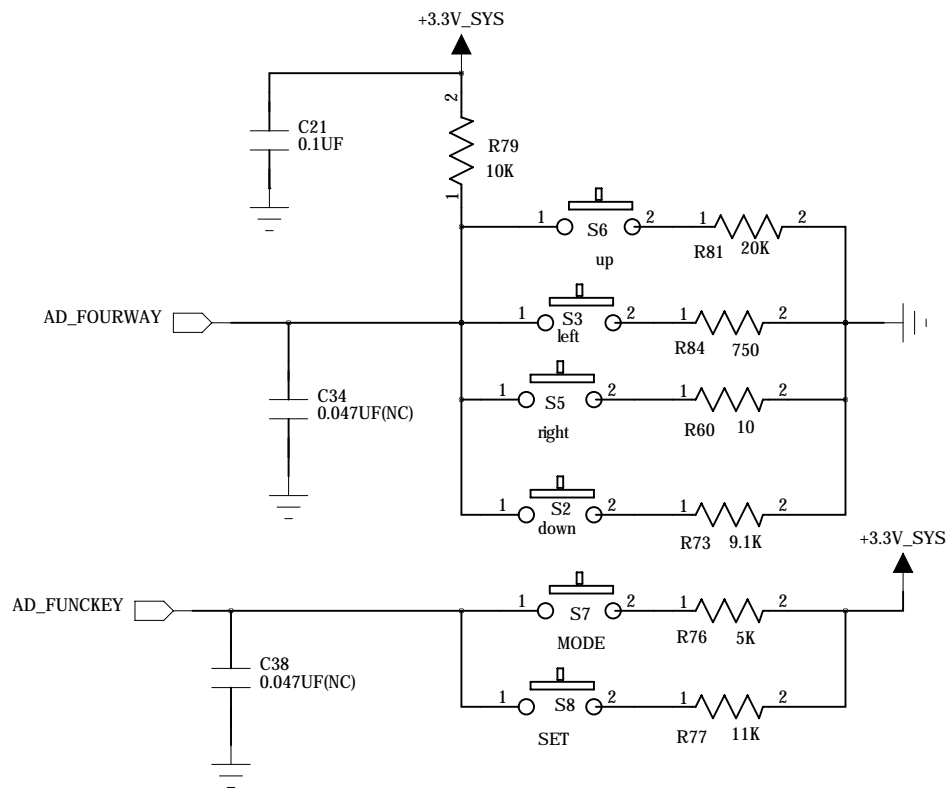 +3.3V_SYS
2
C21
0.1UF
R79
10K
1
1
S6
2
1
2
up
R81
20K
AD_FOURWAY
1
S3
2
1
2
left
R84
750
C34
0.047UF(NC)
1
S5
2
1
2
right
R60
10
1
S2
2
1
2
down
R73
9.1K
+3.3V_SYS
AD_FUNCKEY
1
S7
2
1
2
MODE
R76
5K
C38
0.047UF(NC)
1
S8
2
1
2
SET
R77
11K